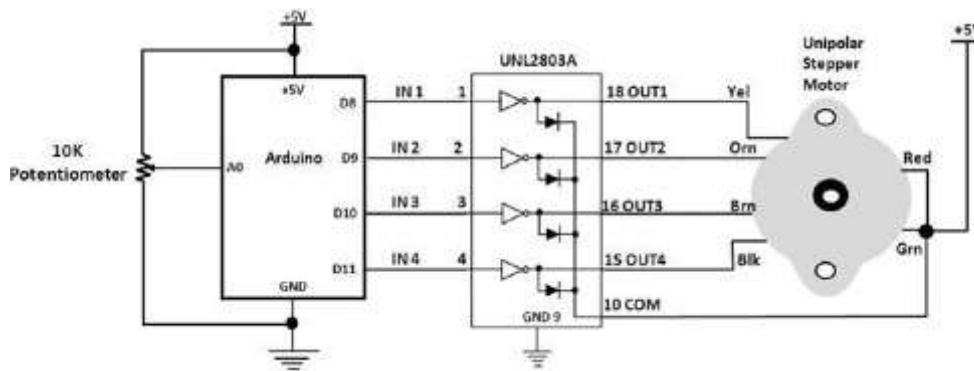 +5V
+5V
UNL2803A
Unipolar
Stepper
Motor
+5V
D8
IN 1
1
18 OUT1
Yel
10K
Potentiometer
A0
Arduino
D9
IN 2
2
17 OUT2
Orn
Red
D10
IN 3
3
16 OUT3
Brn
D11
IN 4
4
15 OUT4
Blk
Grn
GND
10 COM
GND 9